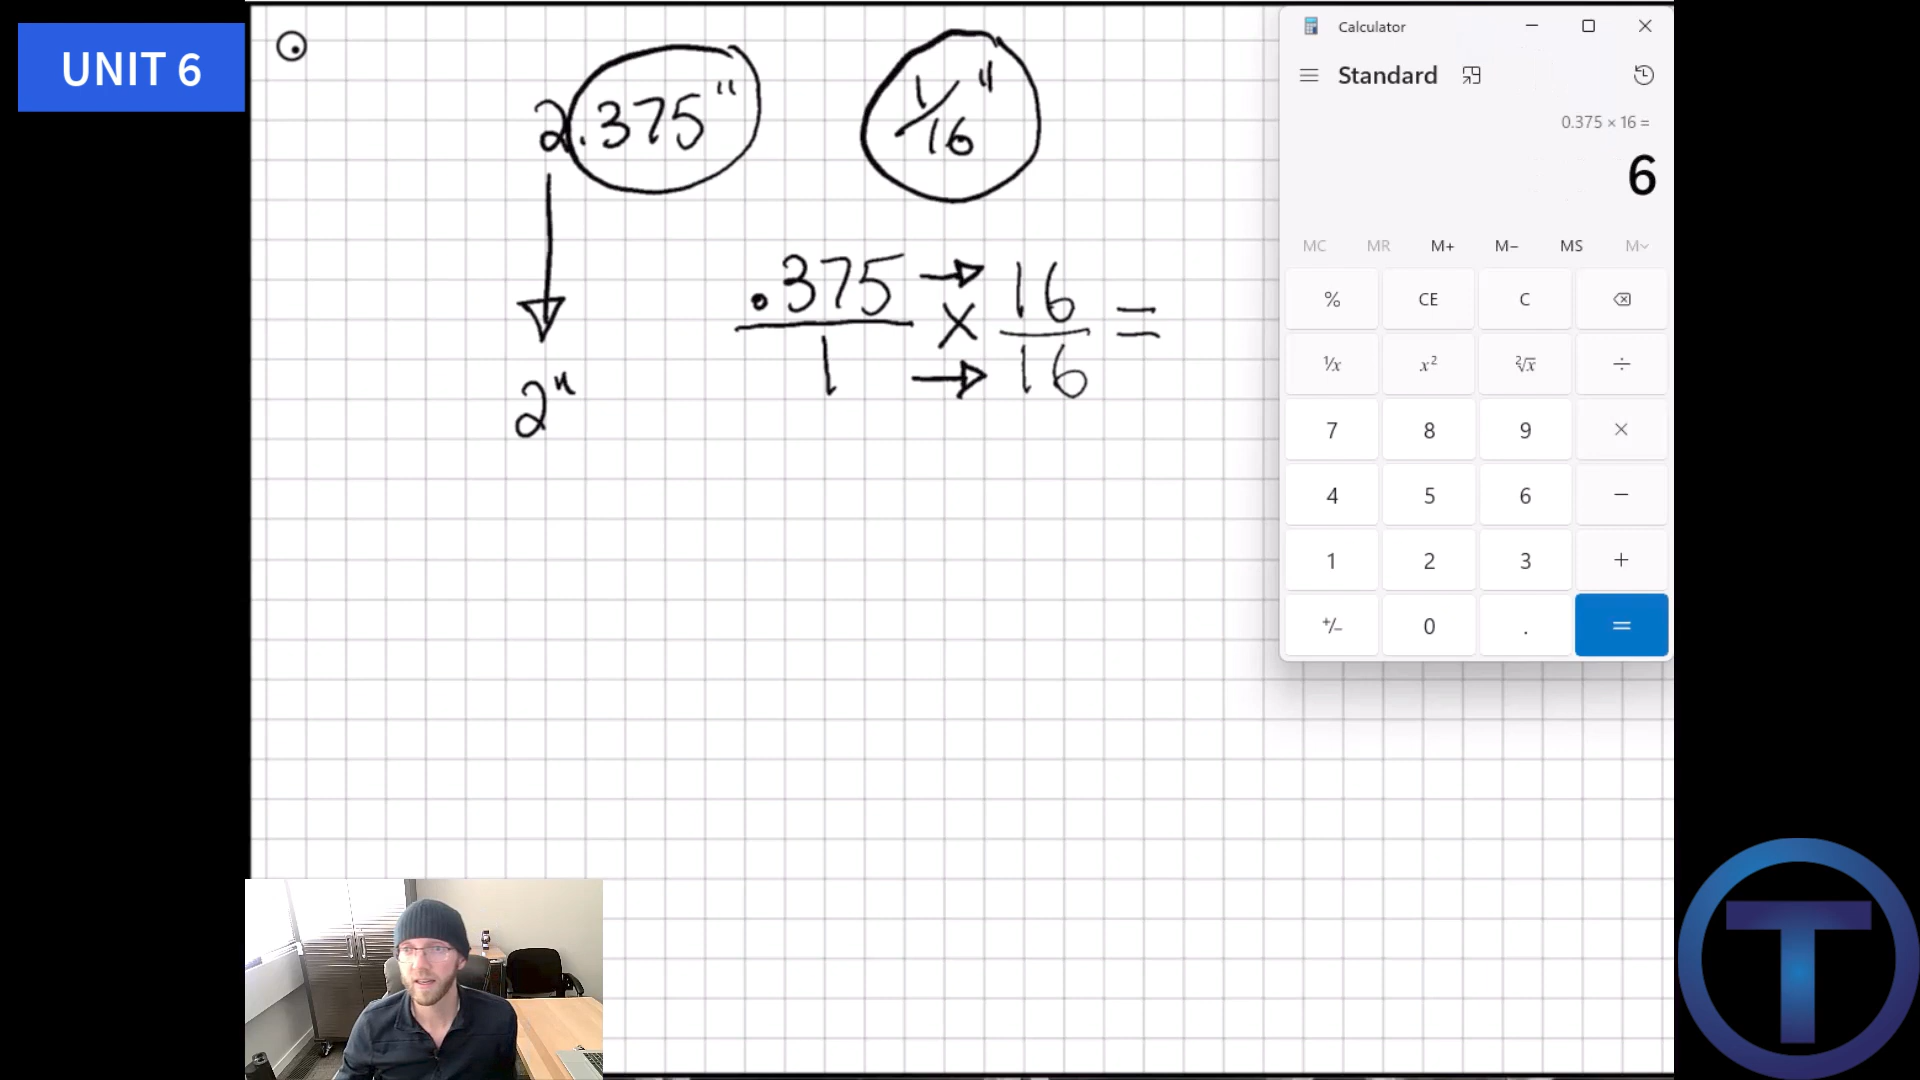 UNIT 6
2.375" 1/16"
.375 → 16
1 × 16 =
2"
Calculator
Standard
0.375 × 16 =
6
MC MR M+ M− MS M
% CE C
1/x x² ²√x ÷
7 8 9 ×
4 5 6 −
1 2 3 +
+/− 0 . =
T